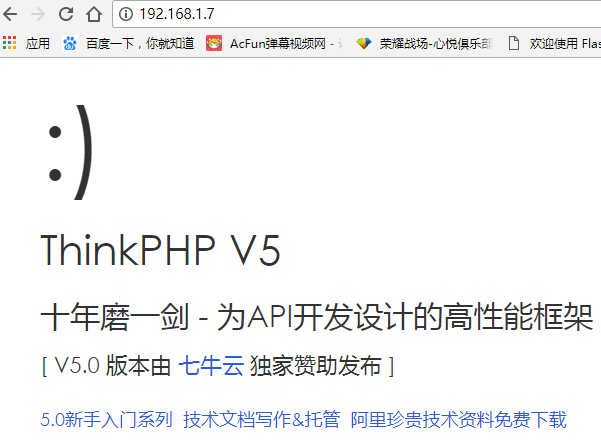 192.168.1.7
应用 百度一下，你就知道 AcFun弹幕视频网 - 荣耀战场-心悦俱乐部 欢迎使用 Flas
:)
ThinkPHP V5
十年磨一剑 - 为API开发设计的高性能框架
[ V5.0 版本由 七牛云 独家赞助发布 ]
5.0新手入门系列 技术文档写作&托管 阿里珍贵技术资料免费下载